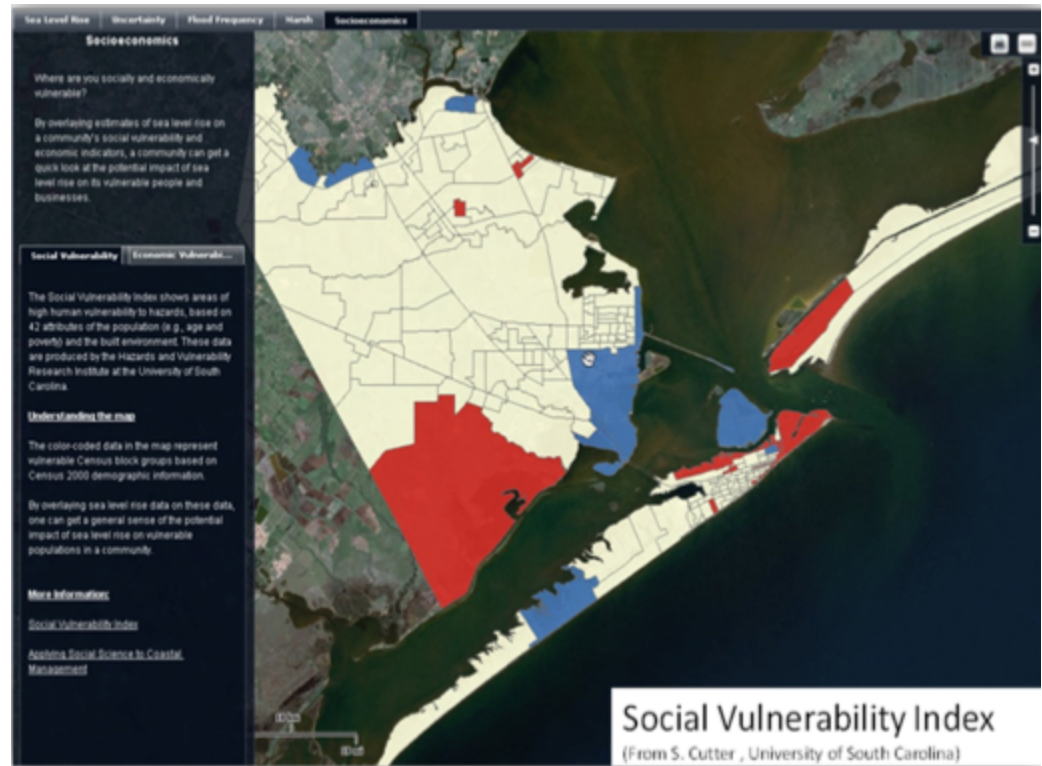 Sea Level Rise
Uncertainty
Flood Frequency
Marsh
Socioeconomics
Socioeconomics
Where are you socially and economically
vulnerable?
By overlaying estimates of sea level rise on
a community's social vulnerability and
economic indicators, a community can get a
quick look at the potential impact of sea
level rise on its vulnerable people and
businesses.
Social Vulnerability
Economic Vulnerabi...
The Social Vulnerability Index shows areas of
high human vulnerability to hazards, based on
42 attributes of the population (e.g., age and
poverty) and the built environment. These data
are produced by the Hazards and Vulnerability
Research Institute at the University of South
Carolina.
Understanding the map
The color-coded data in the map represent
vulnerable Census block groups based on
Census 2000 demographic information.
By overlaying sea level rise data on these data,
one can get a general sense of the potential
impact of sea level rise on vulnerable
populations in a community.
More Information:
Social Vulnerability Index
Applying Social Science to Coastal
Management
Social Vulnerability Index
(From S. Cutter , University of South Carolina)